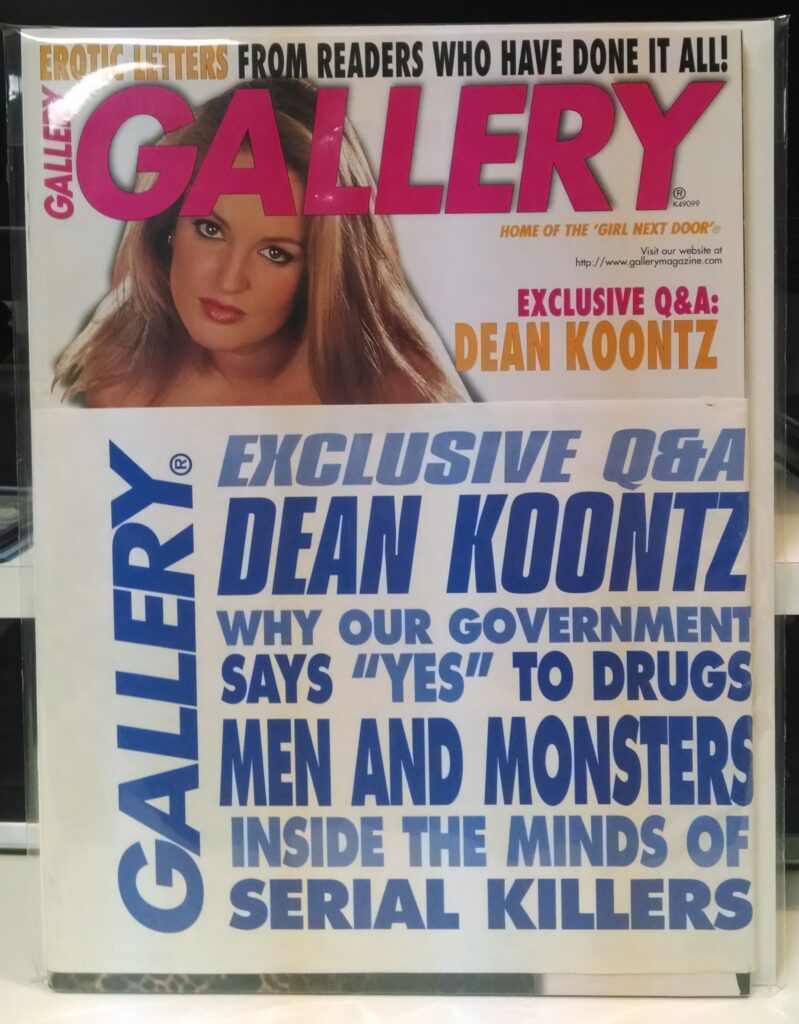 EROTIC LETTERS FROM READERS WHO HAVE DONE IT ALL!
GALLERY
GALLERY
®
K49099
HOME OF THE ‘GIRL NEXT DOOR’®
Visit our website at
http://www.gallerymagazine.com
EXCLUSIVE Q&A:
DEAN KOONTZ
GALLERY®
EXCLUSIVE Q&A
DEAN KOONTZ
WHY OUR GOVERNMENT
SAYS “YES” TO DRUGS
MEN AND MONSTERS
INSIDE THE MINDS OF
SERIAL KILLERS